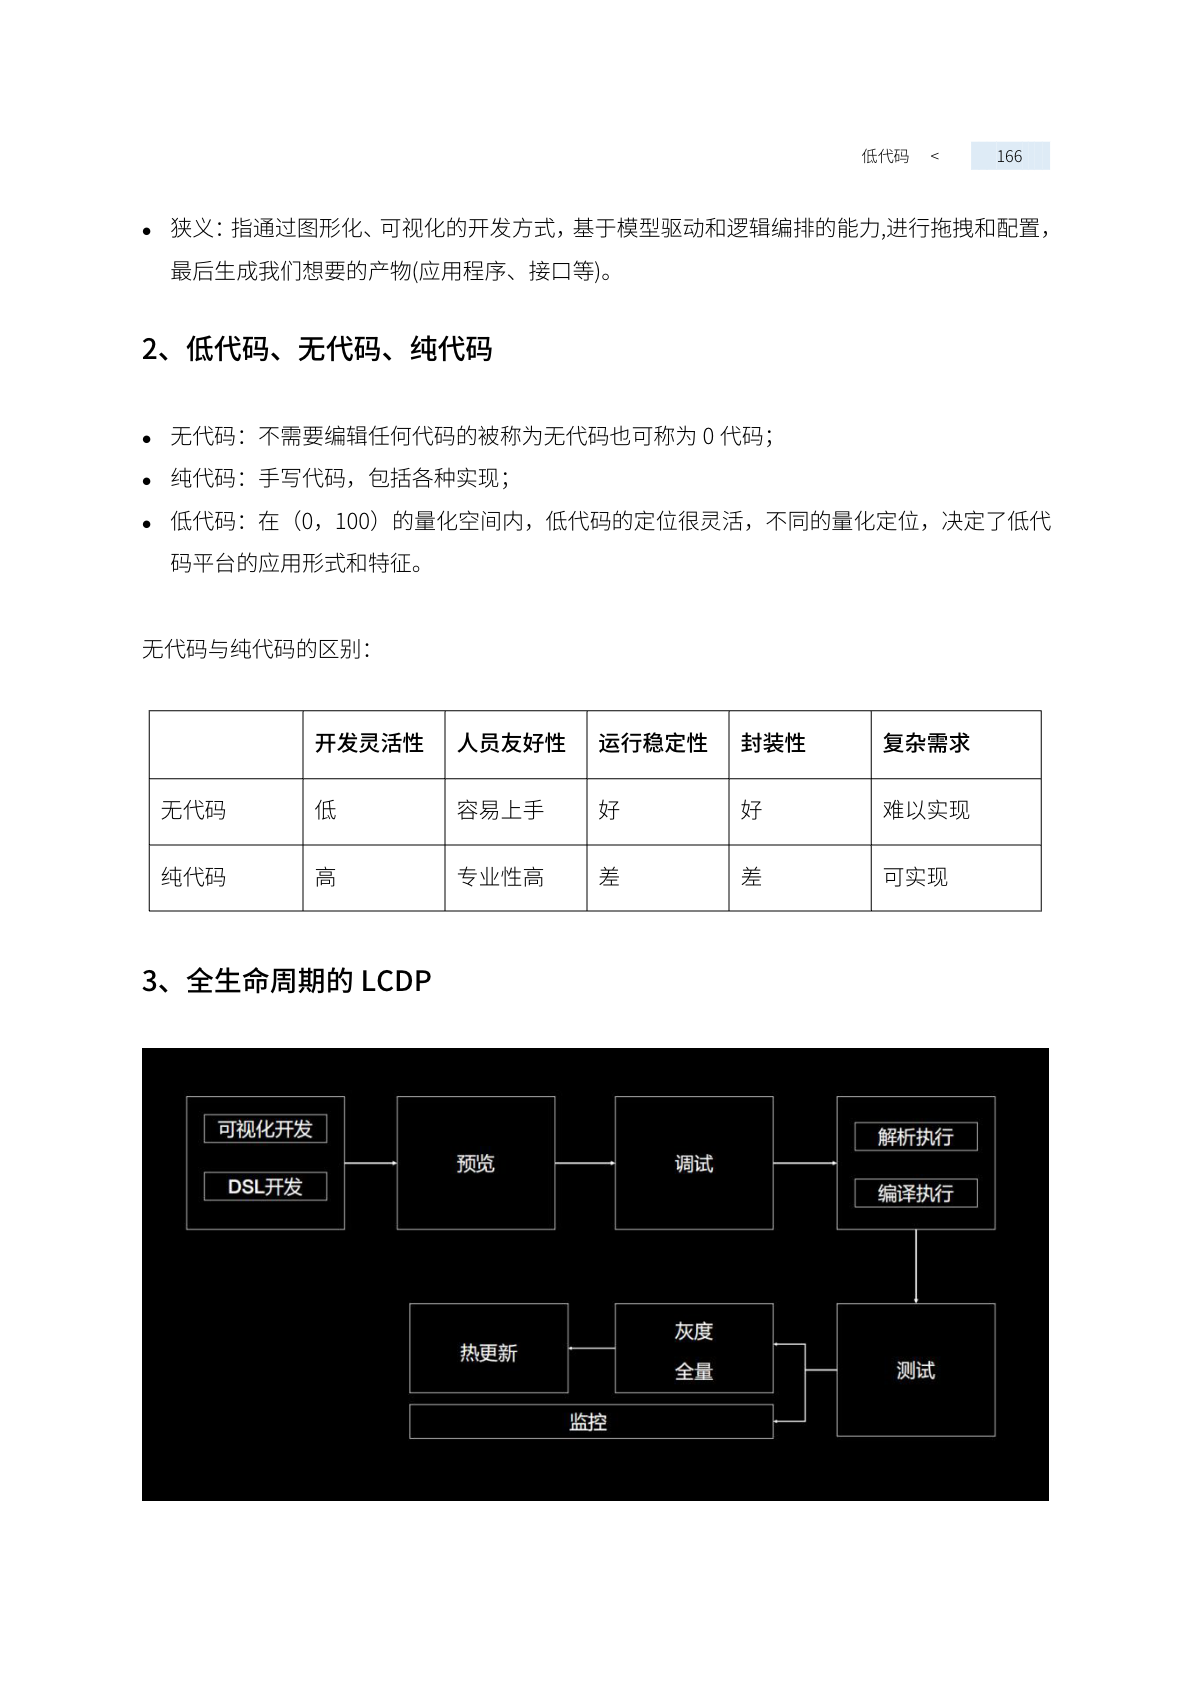 低代码 < 166
● 狭义：指通过图形化、可视化的开发方式，基于模型驱动和逻辑编排的能力,进行拖拽和配置，
最后生成我们想要的产物(应用程序、接口等)。
2、低代码、无代码、纯代码
● 无代码：不需要编辑任何代码的被称为无代码也可称为 0 代码；
● 纯代码：手写代码，包括各种实现；
● 低代码：在（0，100）的量化空间内，低代码的定位很灵活，不同的量化定位，决定了低代
码平台的应用形式和特征。
无代码与纯代码的区别：
开发灵活性 人员友好性 运行稳定性 封装性 复杂需求
无代码 低 容易上手 好 好 难以实现
纯代码 高 专业性高 差 差 可实现
3、全生命周期的 LCDP
可视化开发
DSL开发
预览
调试
解析执行
编译执行
热更新
灰度
全量
测试
监控